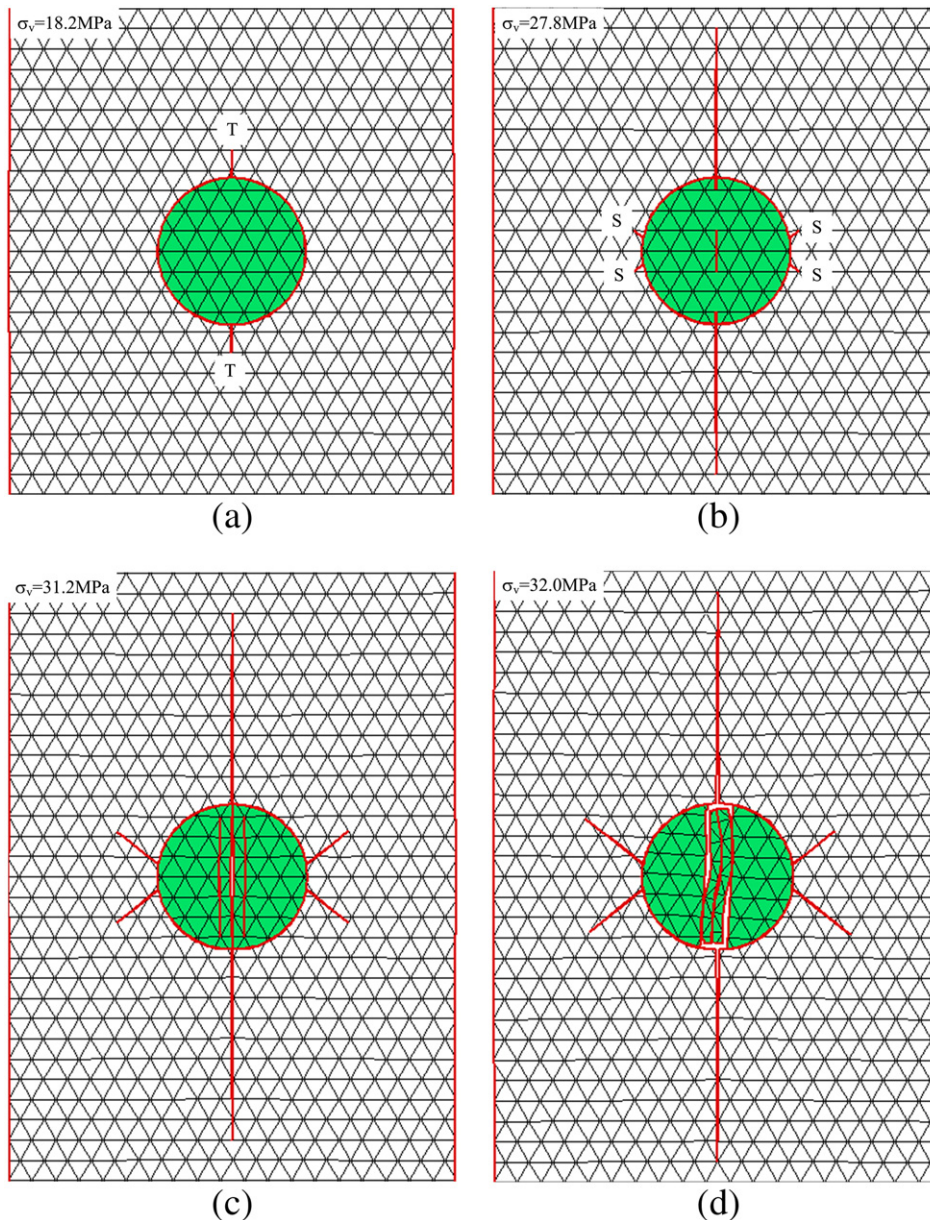 σv=18.2MPa
T
T
(a)
σv=27.8MPa
S
S
S
S
(b)
σv=31.2MPa
(c)
σv=32.0MPa
(d)